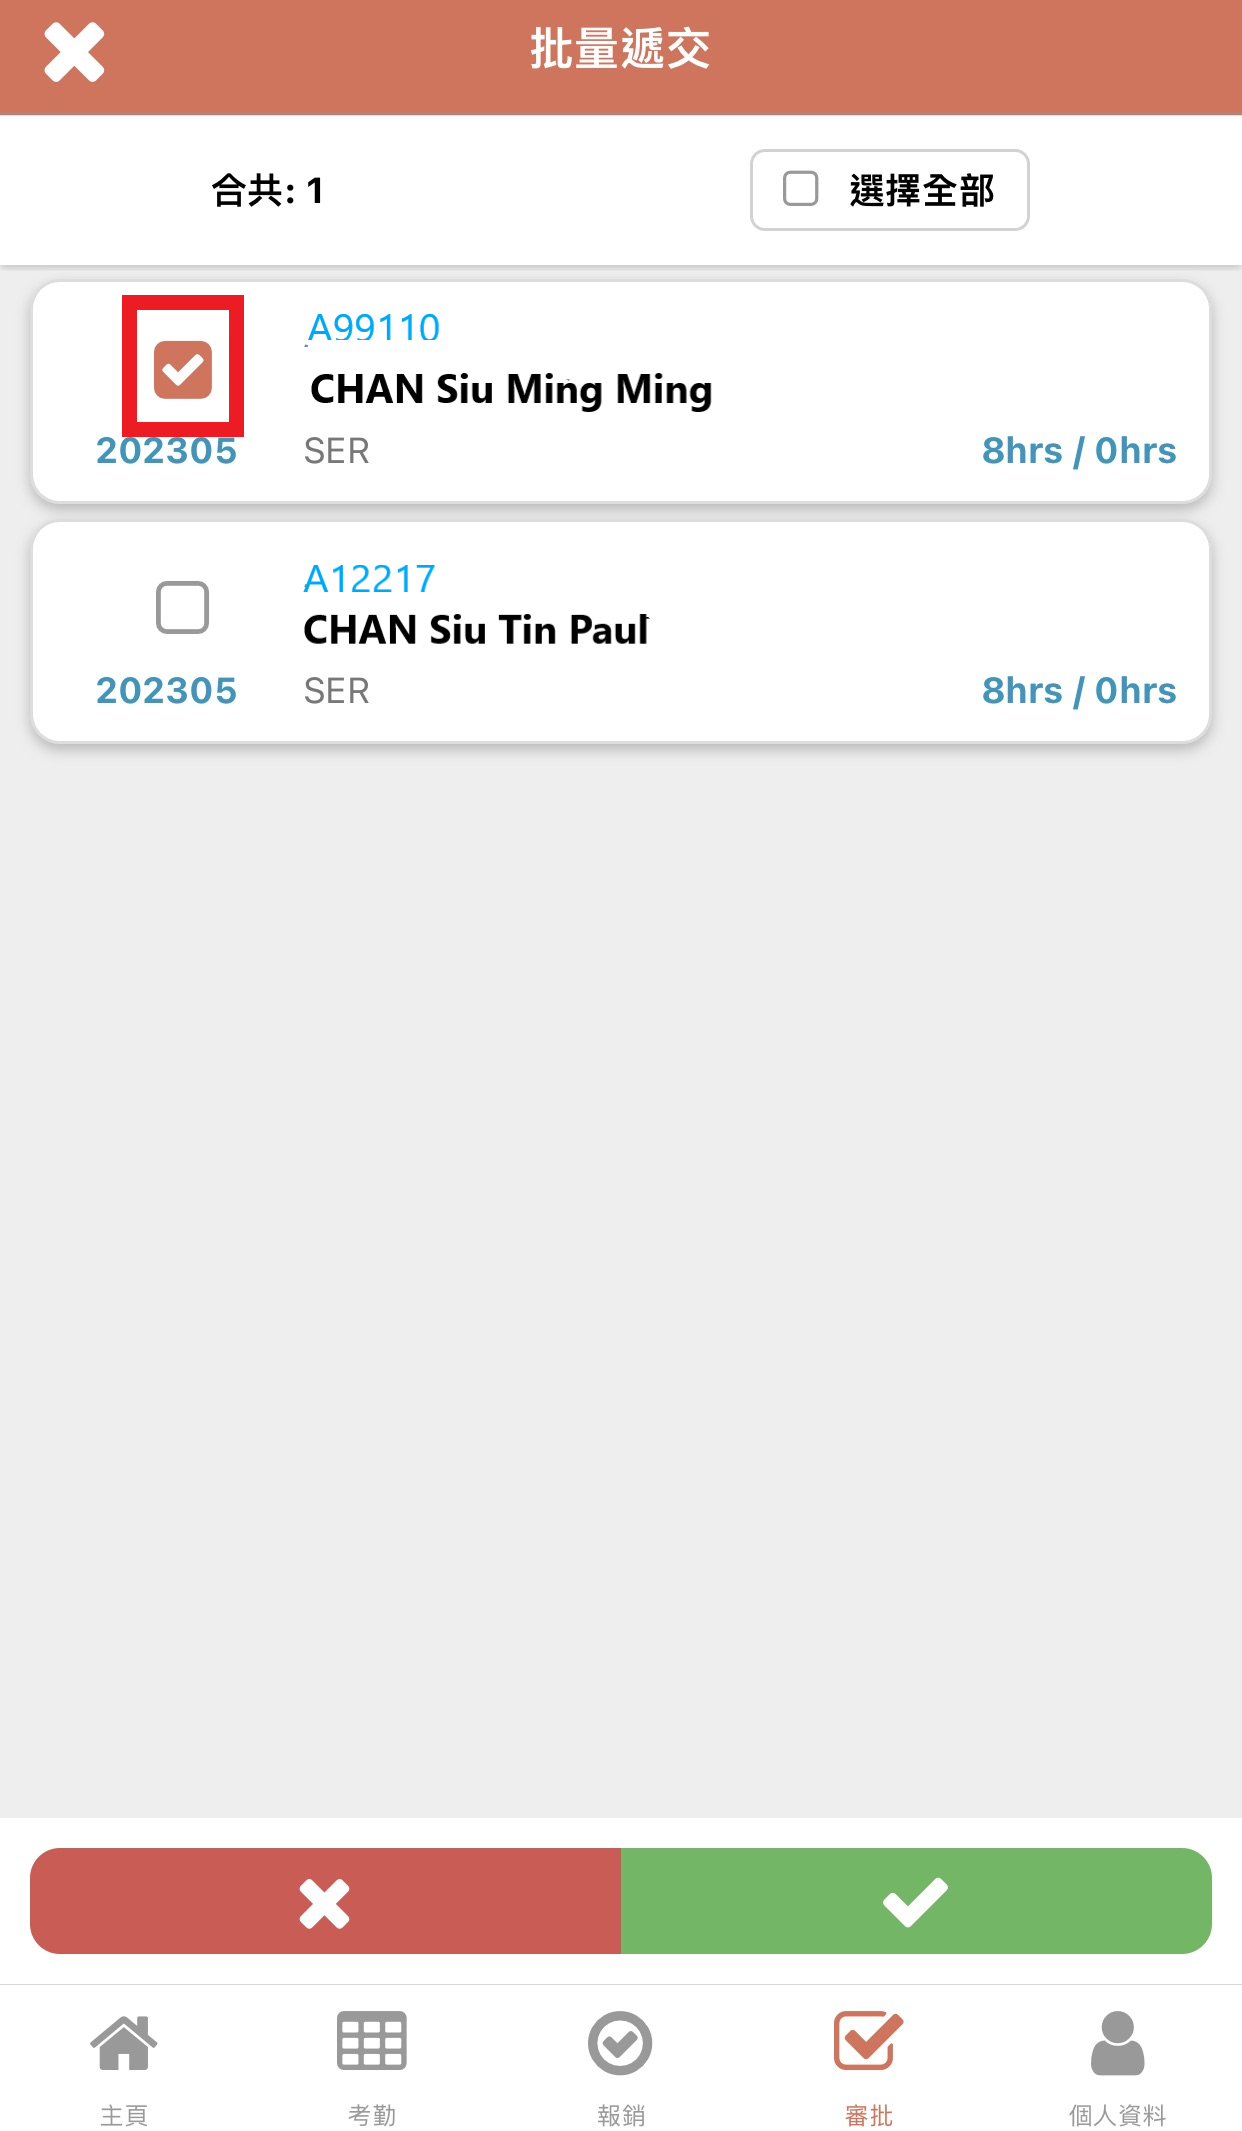 批量遞交
合共: 1
選擇全部
A99110
CHAN Siu Ming Ming
202305
SER
8hrs / 0hrs
A12217
CHAN Siu Tin Paul
202305
SER
8hrs / 0hrs
主頁
考勤
報銷
審批
個人資料